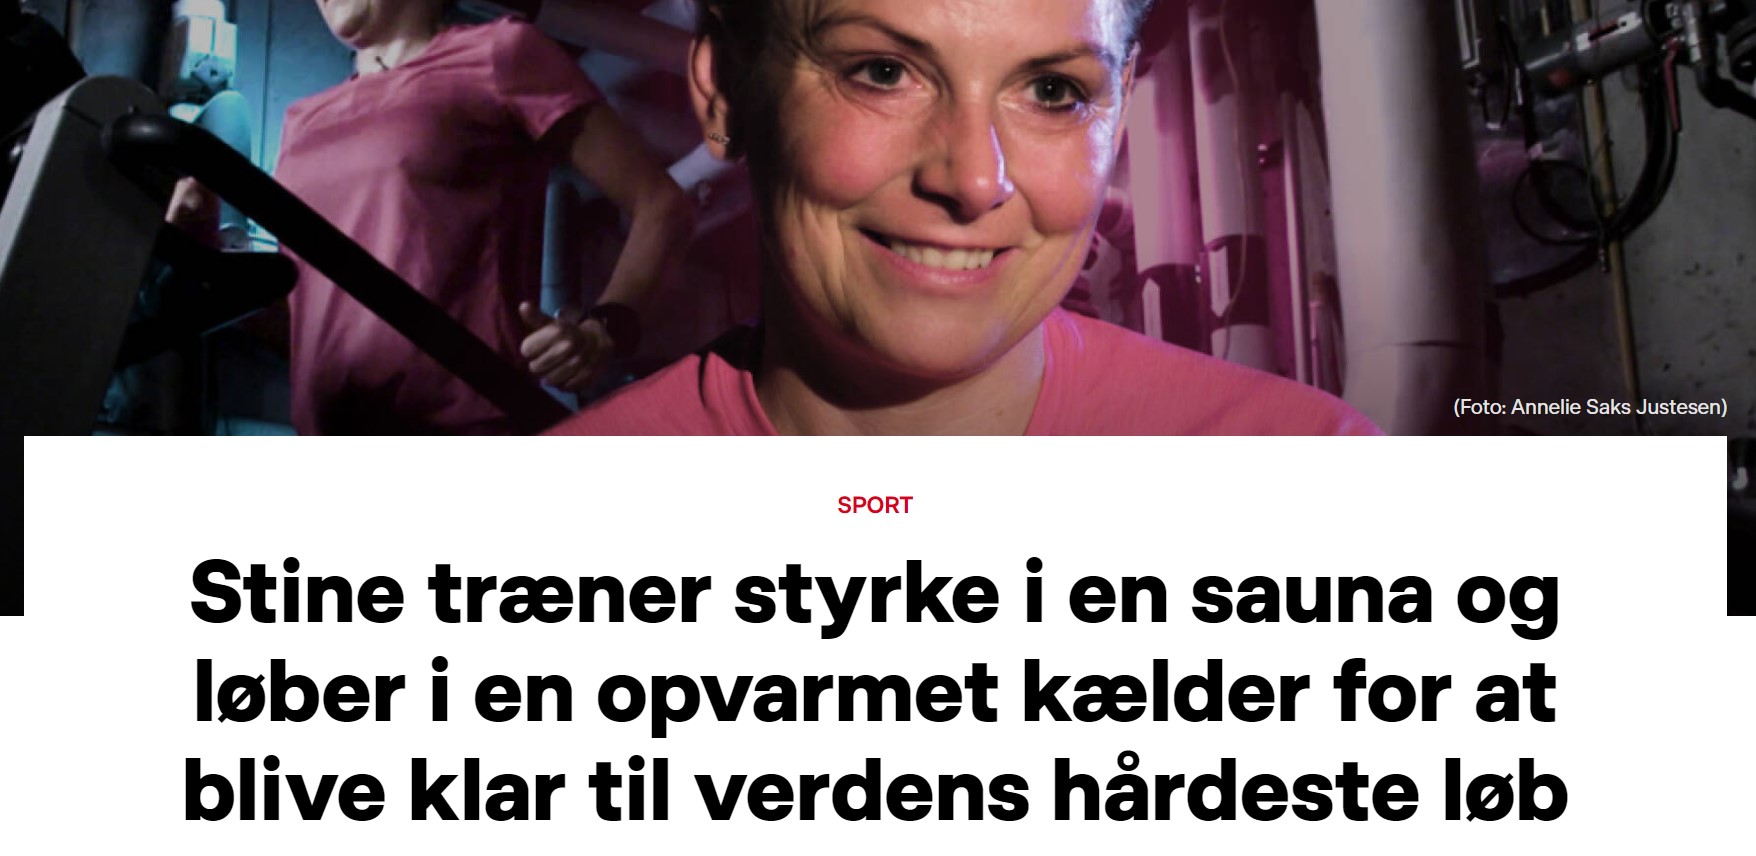 (Foto: Annelie Saks Justesen)
SPORT
Stine træner styrke i en sauna og
løber i en opvarmet kælder for at
blive klar til verdens hårdeste løb